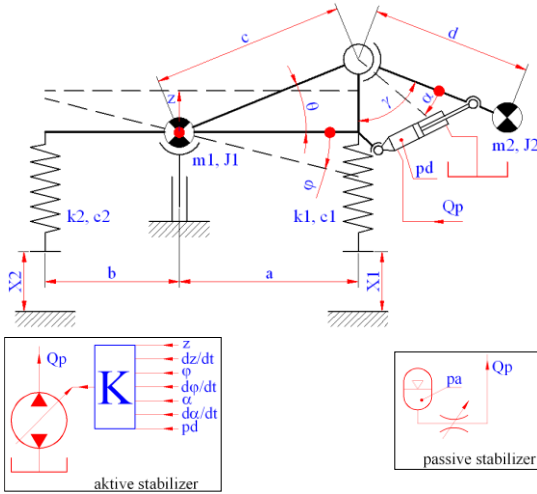 c
d
z
θ
γ
α
m1, J1
φ
m2, J2
pd
k2, c2
k1, c1
Qp
X2
b
a
X1
Qp
K
z
dz/dt
φ
dφ/dt
α
dα/dt
pd
aktive stabilizer
pa
Qp
passive stabilizer